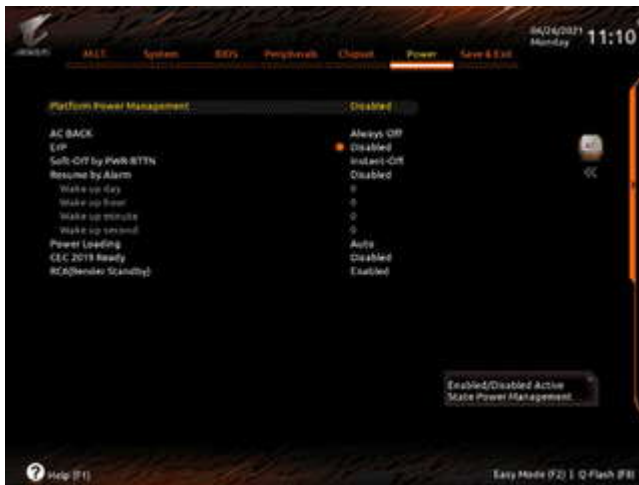 04/26/2021
Monday 11:10
M.I.T. System BIOS Peripherals Chipset Power Save & Exit
Platform Power Management Disabled
AC BACK Always Off
ErP Disabled
Soft-Off by PWR-BTTN Instant-Off
Resume by Alarm Disabled
Wake up day 0
Wake up hour 0
Wake up minute 0
Wake up second 0
Power Loading Auto
CEC 2019 Ready Disabled
RC6(Render Standby) Enabled
Enabled/Disabled Active
State Power Management
Help (F1) Easy Mode (F2) | Q-Flash (F8)